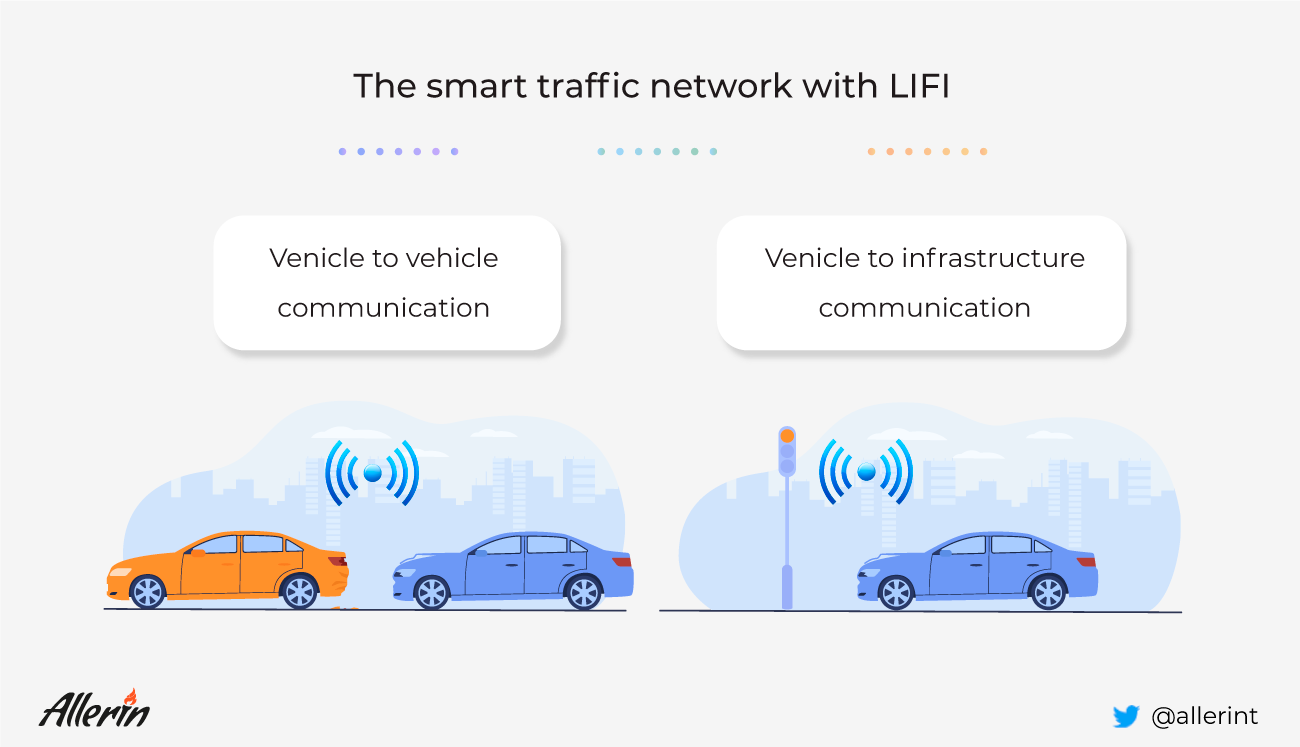 The smart traffic network with LIFI
Venicle to vehicle
communication
Venicle to infrastructure
communication
Allerin
@allerint